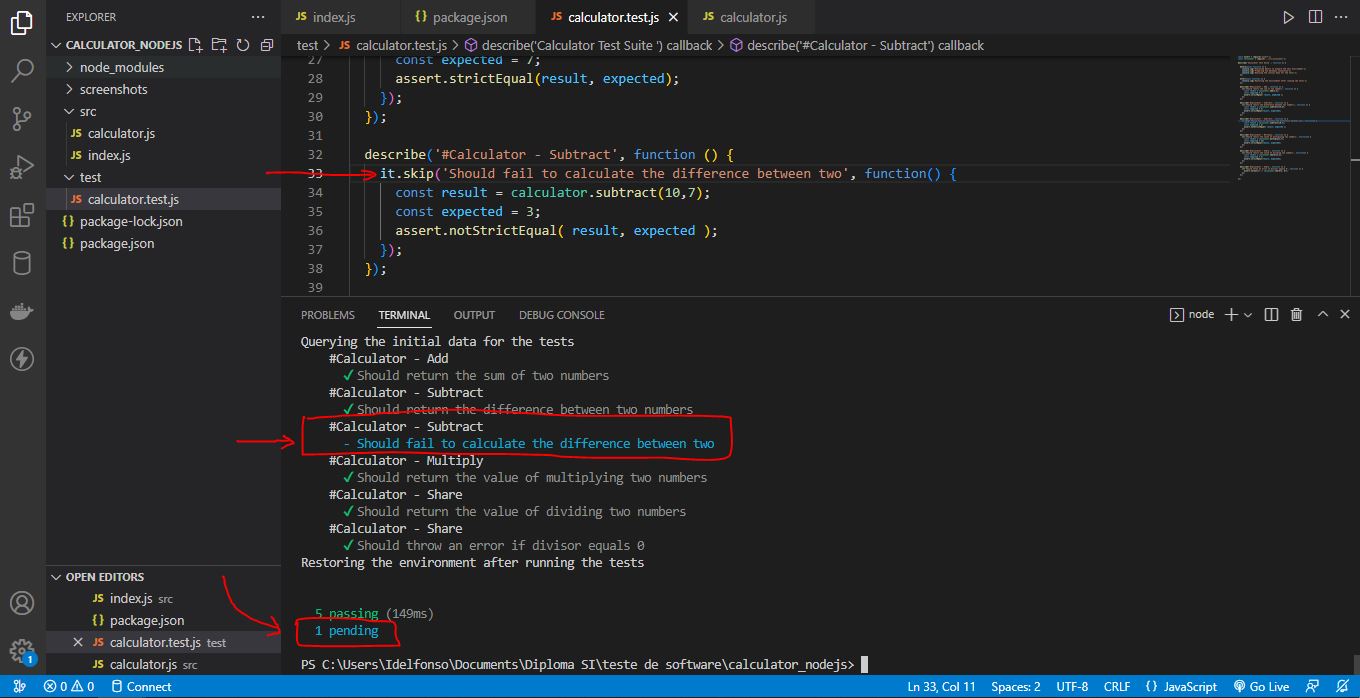 EXPLORER
CALCULATOR_NODEJS
node_modules
screenshots
src
JS calculator.js
JS index.js
test
JS calculator.test.js
{} package-lock.json
{} package.json
OPEN EDITORS
JS index.js src
{} package.json
JS calculator.test.js test
JS calculator.js src
1
JS index.js
{} package.json
JS calculator.test.js
JS calculator.js
test > JS calculator.test.js > describe('Calculator Test Suite ') callback > describe('#Calculator - Subtract') callback
27 const expected = 7;
28 assert.strictEqual(result, expected);
29 });
30 });
31
32 describe('#Calculator - Subtract', function () {
33 it.skip('Should fail to calculate the difference between two', function() {
34 const result = calculator.subtract(10,7);
35 const expected = 3;
36 assert.notStrictEqual( result, expected );
37 });
38 });
39
PROBLEMS TERMINAL OUTPUT DEBUG CONSOLE
node
Querying the initial data for the tests
#Calculator - Add
✓ Should return the sum of two numbers
#Calculator - Subtract
✓ Should return the difference between two numbers
#Calculator - Subtract
- Should fail to calculate the difference between two
#Calculator - Multiply
✓ Should return the value of multiplying two numbers
#Calculator - Share
✓ Should return the value of dividing two numbers
#Calculator - Share
✓ Should throw an error if divisor equals 0
Restoring the environment after running the tests
5 passing (149ms)
1 pending
PS C:\Users\Idelfonso\Documents\Diploma SI\teste de software\calculator_nodejs>
0 0 Connect
Ln 33, Col 11 Spaces: 2 UTF-8 CRLF {} JavaScript Go Live